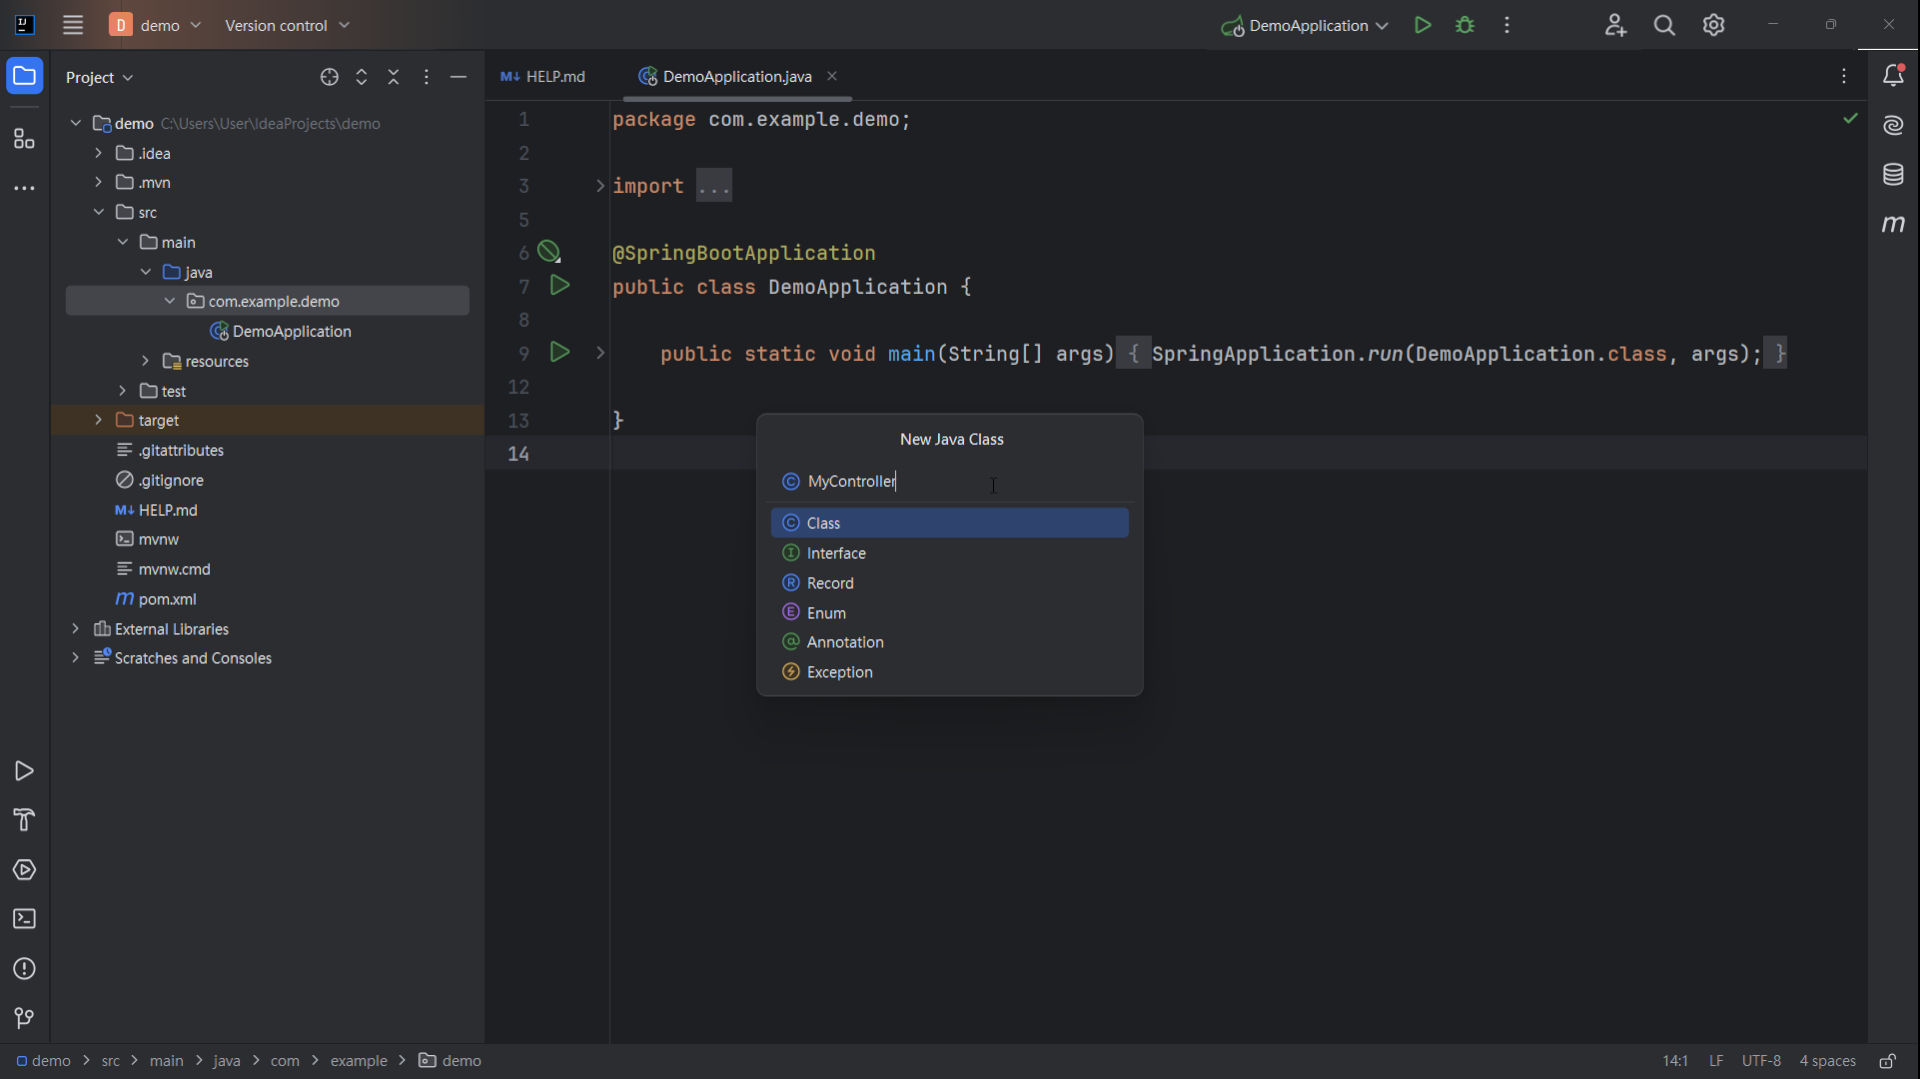 IJ D demo Version control DemoApplication
Project HELP.md DemoApplication.java
demo C:\Users\User\IdeaProjects\demo
.idea
.mvn
src
main
java
com.example.demo
DemoApplication
resources
test
target
.gitattributes
.gitignore
M↓ HELP.md
mvnw
mvnw.cmd
m pom.xml
External Libraries
Scratches and Consoles
1 package com.example.demo;
2
3 import ...
5
6 @SpringBootApplication
7 public class DemoApplication {
8
9 public static void main(String[] args) { SpringApplication.run(DemoApplication.class, args); }
12
13 }
14
New Java Class
C MyController
C Class
I Interface
R Record
E Enum
@ Annotation
Exception
m
demo > src > main > java > com > example > demo 14:1 LF UTF-8 4 spaces